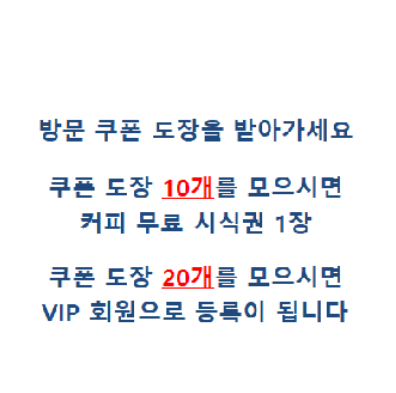 방문 쿠폰 도장을 받아가세요
쿠폰 도장 10개를 모으시면
커피 무료 시식권 1장
쿠폰 도장 20개를 모으시면
VIP 회원으로 등록이 됩니다